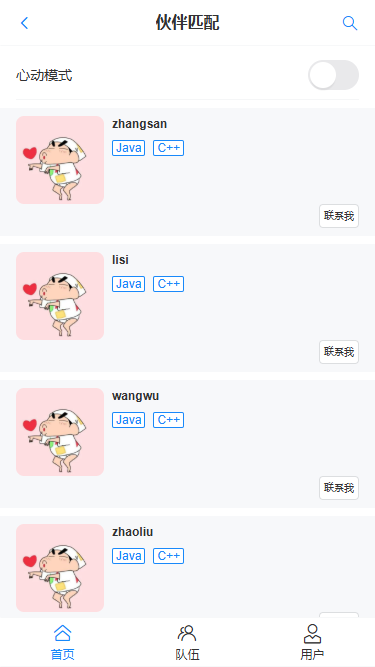 伙伴匹配
心动模式
zhangsan
Java C++
联系我
lisi
Java C++
联系我
wangwu
Java C++
联系我
zhaoliu
Java C++
首页 队伍 用户